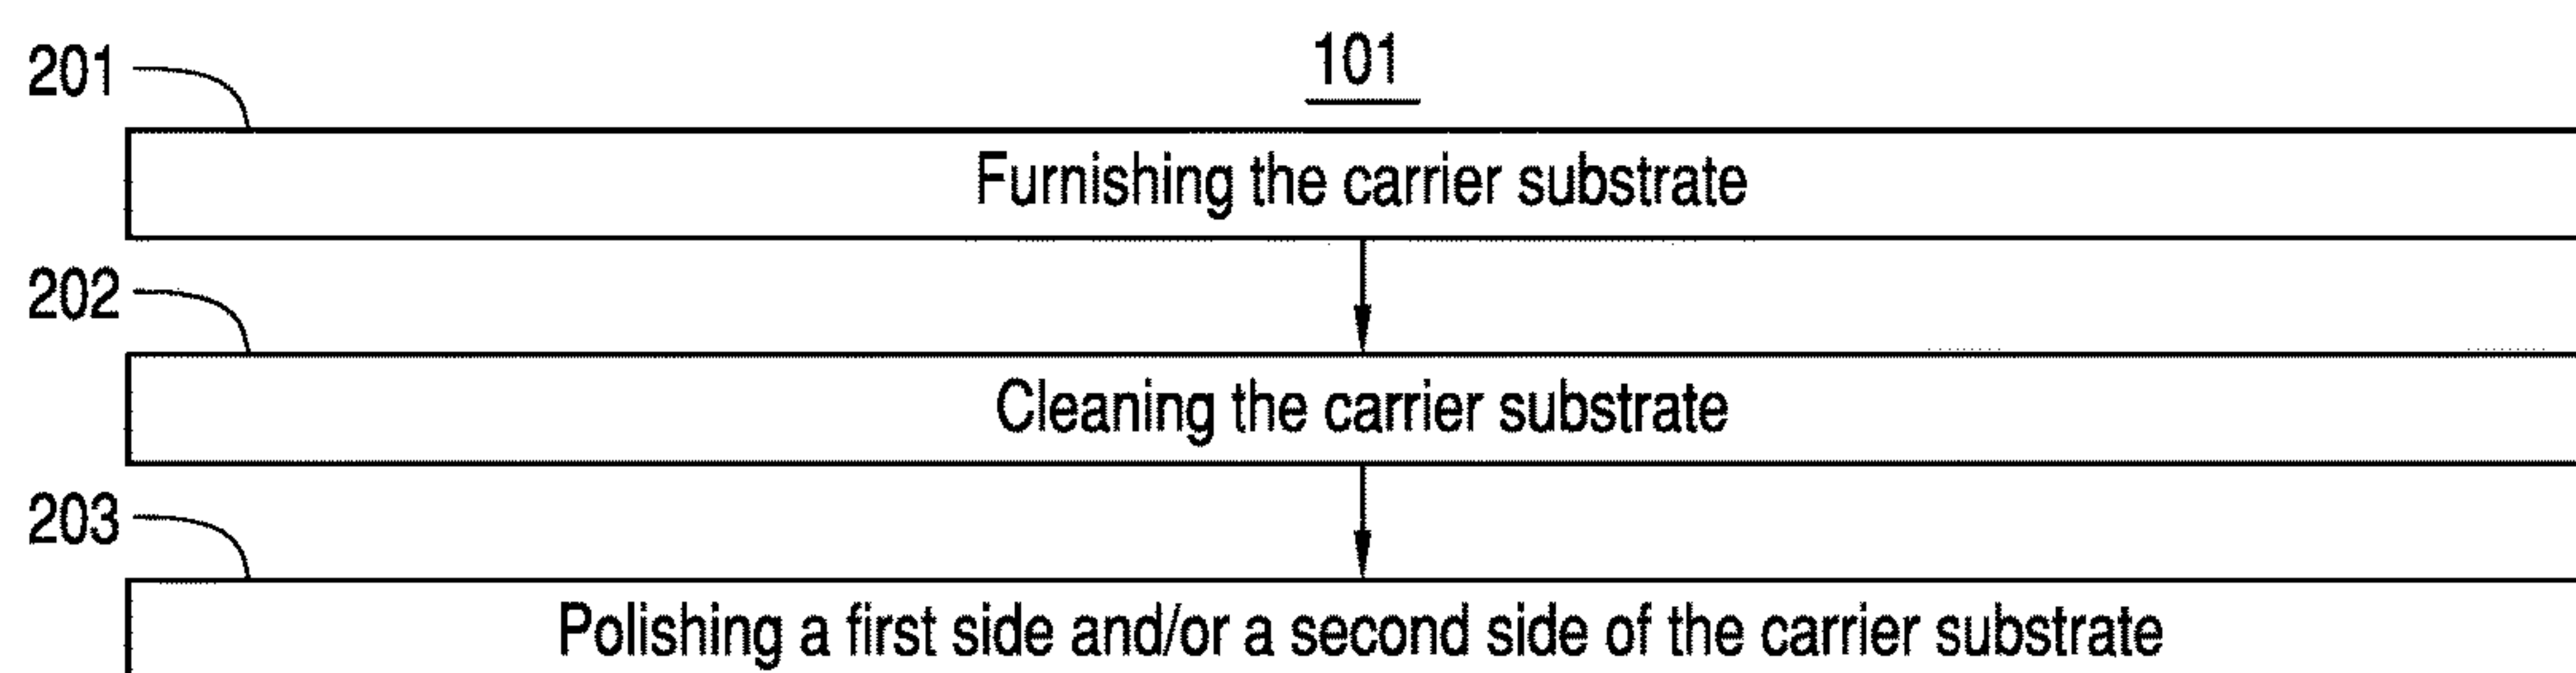 101
201
Furnishing the carrier substrate
202
Cleaning the carrier substrate
203
Polishing a first side and/or a second side of the carrier substrate